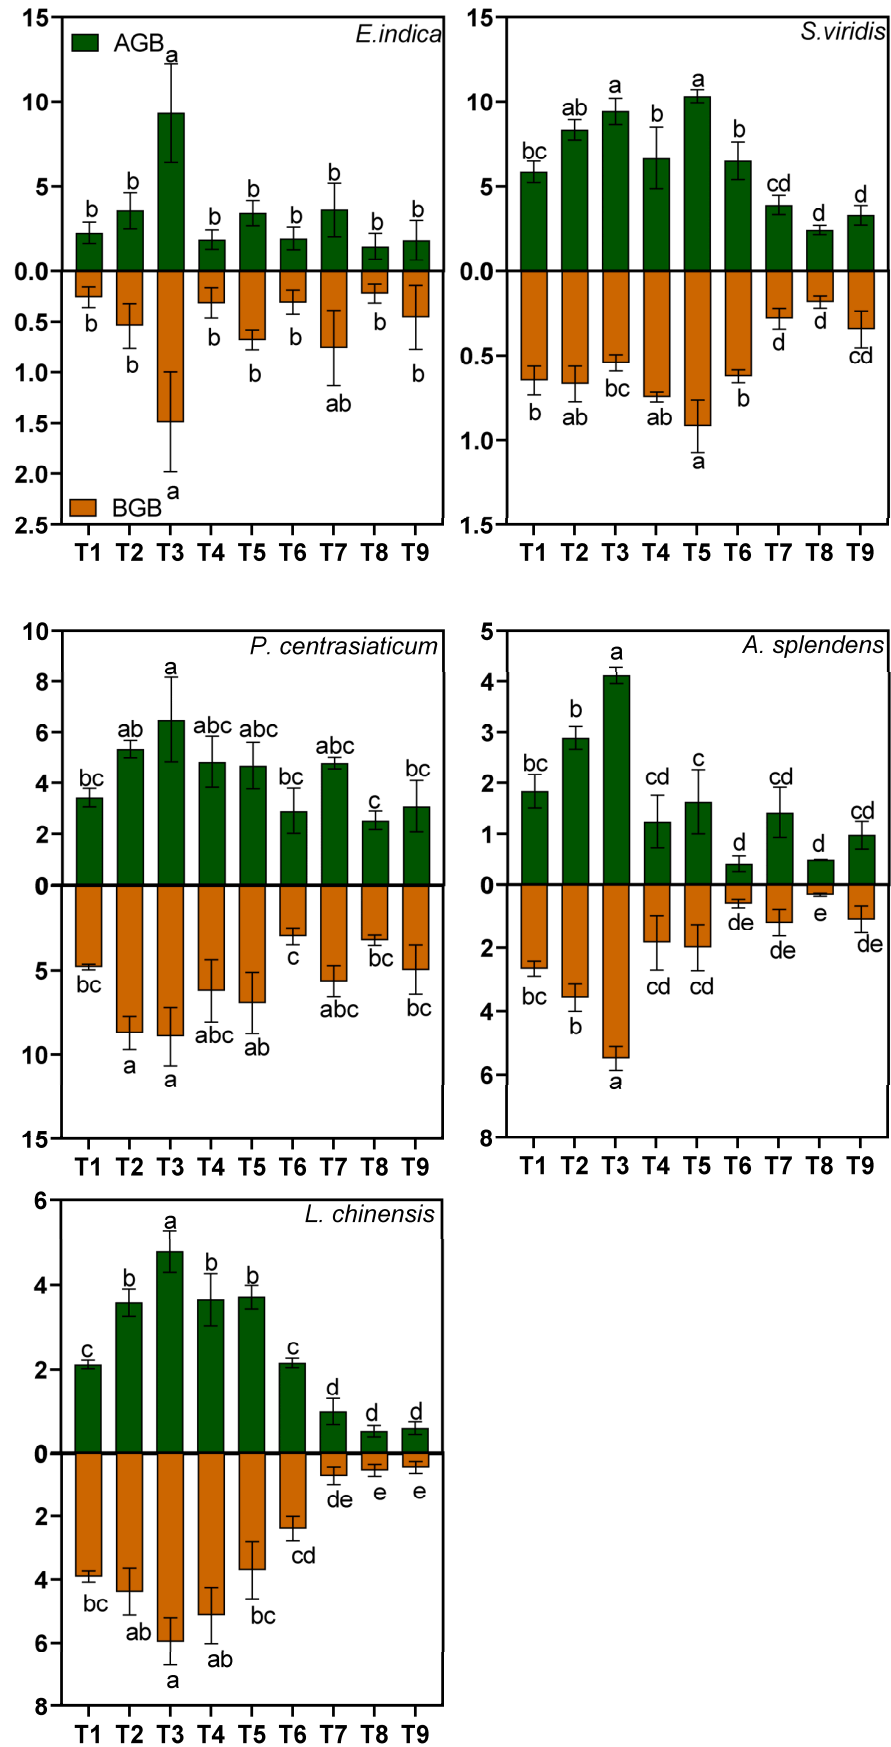 15
E.indica
AGB
a
10
b b b b b b b b
5
0.0
0.5
b b b b b b b
1.0
ab
1.5
2.0
a
BGB
2.5
T1 T2 T3 T4 T5 T6 T7 T8 T9
15
S.viridis
10
bc ab a b a b cd d d
5
0.0
0.5
b ab bc ab a b d d cd
1.0
1.5
T1 T2 T3 T4 T5 T6 T7 T8 T9
10
P. centrasiaticum
8
6
bc ab a abc abc bc abc c bc
4
2
0
5
bc a a abc ab c abc bc bc
10
15
T1 T2 T3 T4 T5 T6 T7 T8 T9
5
A. splendens
4
3
bc b a cd c d cd d cd
2
1
0
2
bc b a cd cd de de e de
4
6
8
T1 T2 T3 T4 T5 T6 T7 T8 T9
6
L. chinensis
4
c b a b b c d d d
2
0
2
bc ab a ab bc cd de e e
4
6
8
T1 T2 T3 T4 T5 T6 T7 T8 T9